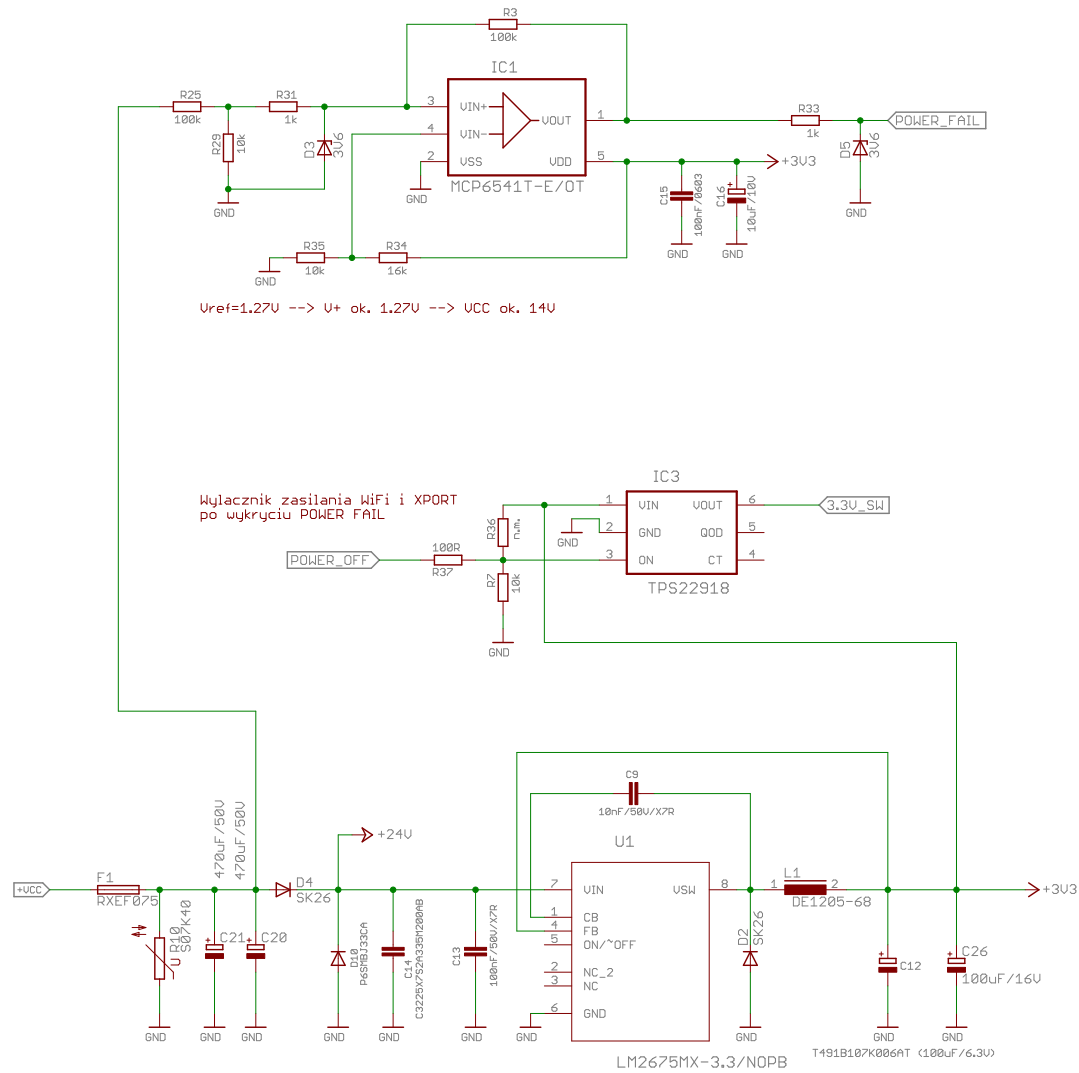 R3
100k
IC1
R25
100k
R31
1k
3
VIN+
4
VIN-
VOUT
1
2
VSS
VDD
5
MCP6541T-E/OT
R29
10k
D3
3V6
GND
GND
R33
1k
POWER_FAIL
D5
3V6
GND
+3V3
C15
100nF/0603
C16
10uF/10V
GND
GND
R35
10k
R34
16k
GND
Vref=1.27V --> V+ ok. 1.27V --> VCC ok. 14V
IC3
Wylacznik zasilania WiFi i XPORT
po wykryciu POWER FAIL
R36
n.m.
1
VIN
VOUT
6
3.3V_SW
2
GND
QOD
5
GND
3
ON
CT
4
TPS22918
POWER_OFF
100R
R37
R7
10k
GND
C9
10nF/50V/X7R
U1
470uF/50V
470uF/50V
+24V
+VCC
F1
RXEF075
D4
SK26
7
VIN
VSW
8
1
L1
2
DE1205-68
+3V3
1
CB
4
FB
5
ON/~OFF
2
NC_2
3
NC
6
GND
LM2675MX-3.3/NOPB
U
R10
S07K40
C21
C20
D10
P6SMBJ33CA
C14
C3225X7S2A335M200AB
C13
100nF/50V/X7R
D2
SK26
C12
C26
100uF/16V
GND
GND
GND
GND
GND
GND
GND
GND
GND
GND
T491B107K006AT (100uF/6.3V)